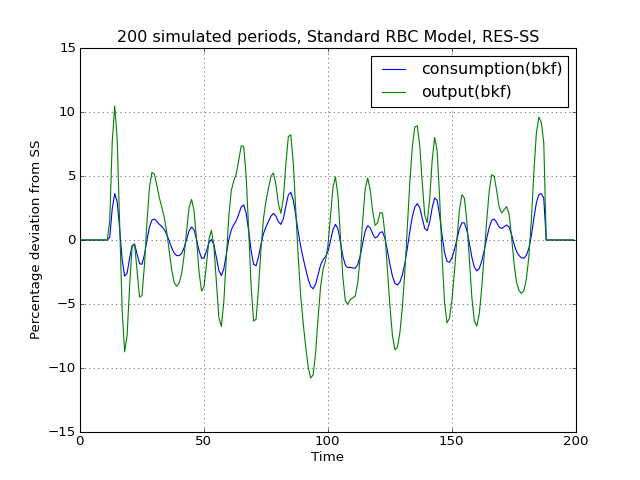 200 simulated periods, Standard RBC Model, RES-SS
15
10
5
0
−5
−10
−15
Percentage deviation from SS
consumption(bkf)
output(bkf)
0
50
100
150
200
Time